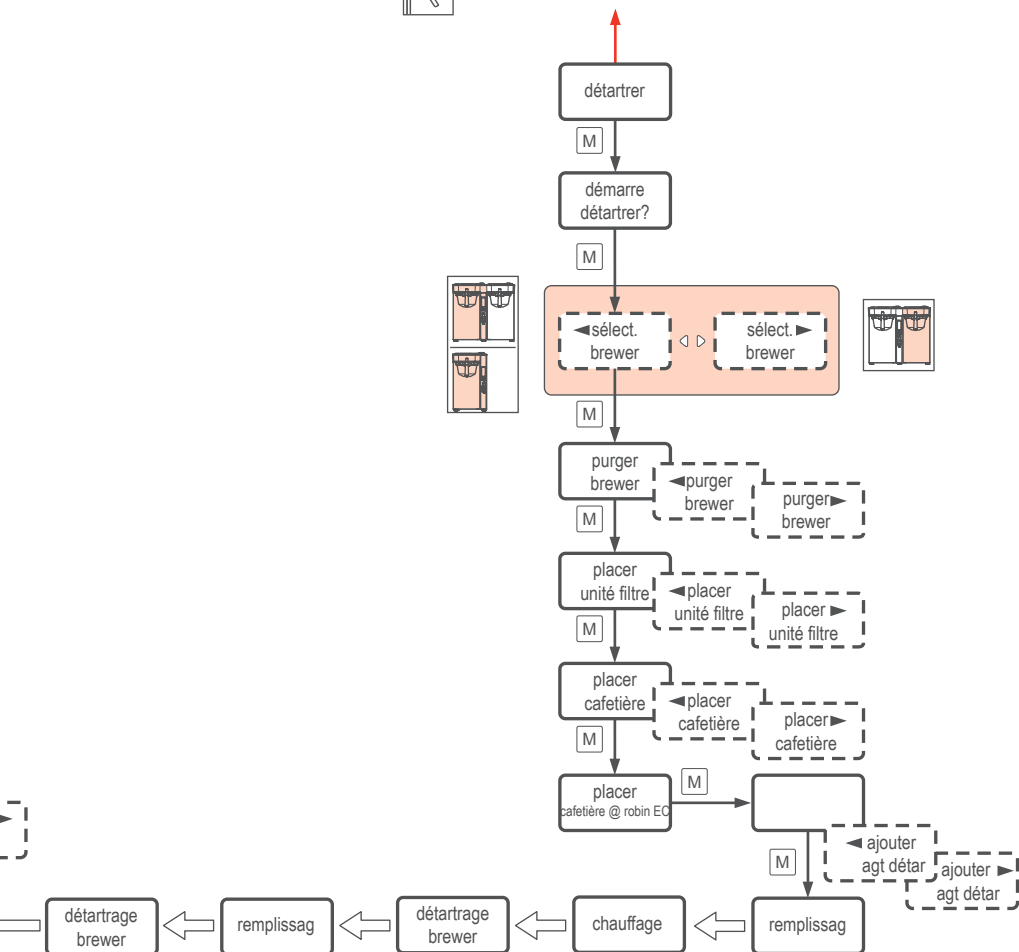 détartrer
M
démarre
détartrer?
M
◄sélect.
brewer
sélect.►
brewer
M
purger
brewer
◄purger
brewer
purger►
brewer
M
placer
unité filtre
◄placer
unité filtre
placer ►
unité filtre
M
placer
cafetière
◄placer
cafetière
placer►
cafetière
M
placer
cafetière @ robin EC
M
M
◄ ajouter
agt détar
ajouter ►
agt détar
détartrage
brewer
remplissag
détartrage
brewer
chauffage
remplissag